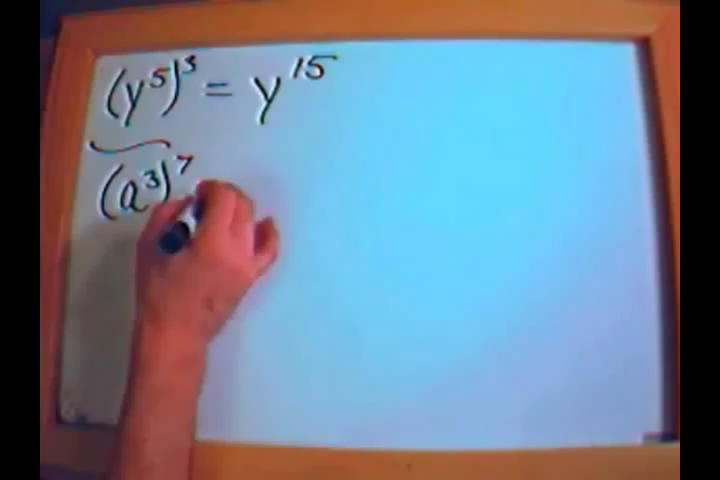 (y⁵)³ = y¹⁵
(a³)⁷